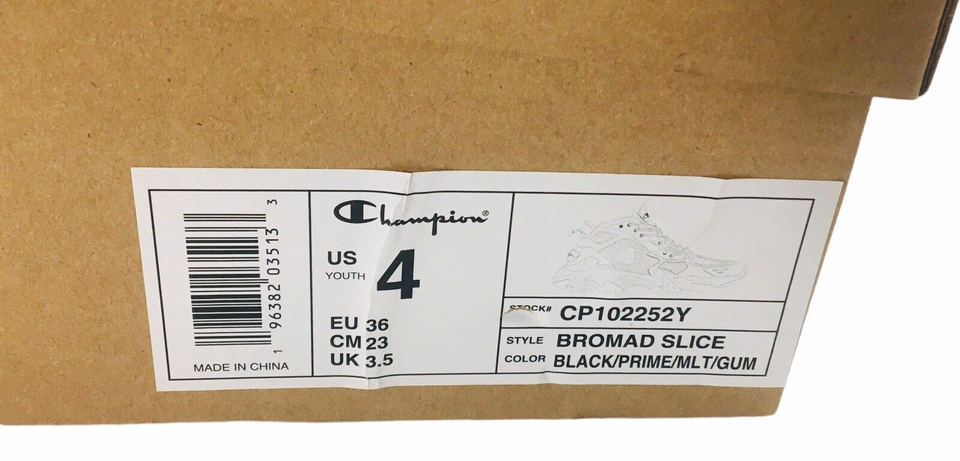 1 96382 03513 3
MADE IN CHINA
Champion®
US
YOUTH 4
EU 36
CM 23
UK 3.5
STOCK# CP102252Y
STYLE BROMAD SLICE
COLOR BLACK/PRIME/MLT/GUM